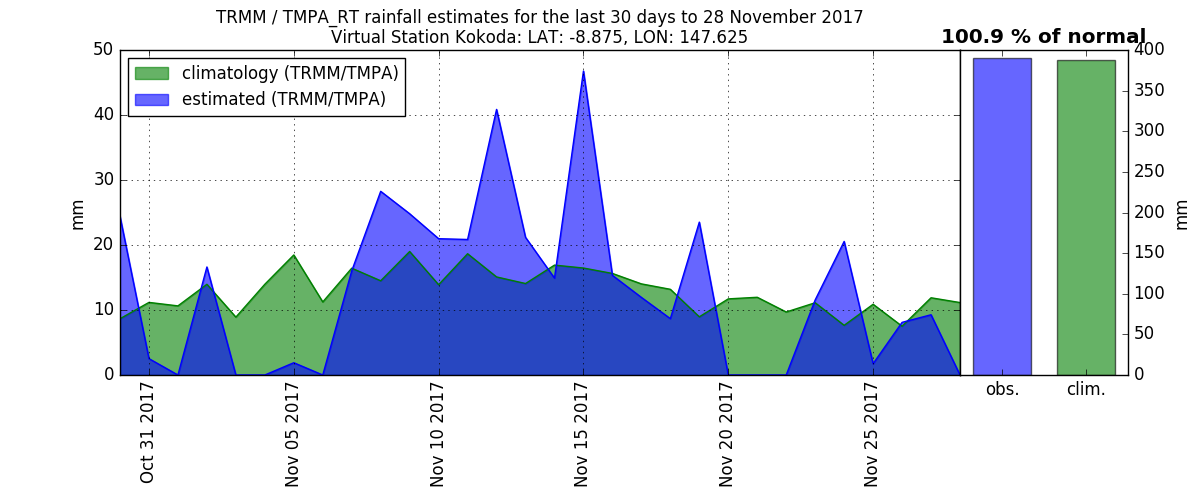 TRMM / TMPA_RT rainfall estimates for the last 30 days to 28 November 2017
Virtual Station Kokoda: LAT: -8.875, LON: 147.625
100.9 % of normal
climatology (TRMM/TMPA)
estimated (TRMM/TMPA)
50
40
30
20
10
0
mm
400
350
300
250
200
150
100
50
0
mm
Oct 31 2017
Nov 05 2017
Nov 10 2017
Nov 15 2017
Nov 20 2017
Nov 25 2017
obs.
clim.